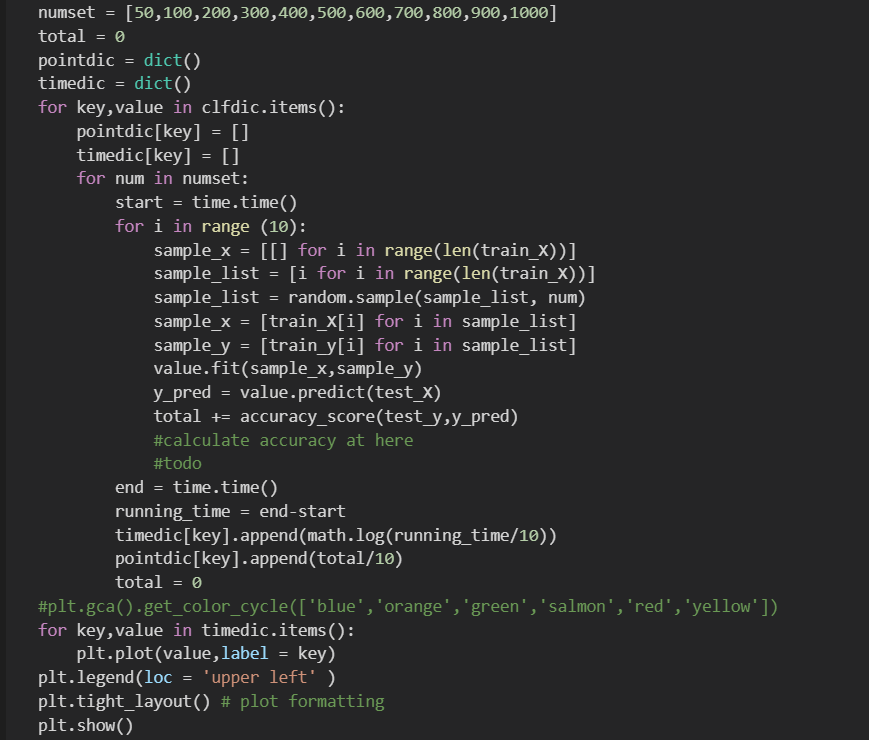 numset = [50,100,200,300,400,500,600,700,800,900,1000]
total = 0
pointdic = dict()
timedic = dict()
for key,value in clfdic.items():
    pointdic[key] = []
    timedic[key] = []
    for num in numset:
        start = time.time()
        for i in range (10):
            sample_x = [[] for i in range(len(train_X))]
            sample_list = [i for i in range(len(train_X))]
            sample_list = random.sample(sample_list, num)
            sample_x = [train_X[i] for i in sample_list]
            sample_y = [train_y[i] for i in sample_list]
            value.fit(sample_x,sample_y)
            y_pred = value.predict(test_X)
            total += accuracy_score(test_y,y_pred)
            #calculate accuracy at here
            #todo
        end = time.time()
        running_time = end-start
        timedic[key].append(math.log(running_time/10))
        pointdic[key].append(total/10)
        total = 0
#plt.gca().get_color_cycle(['blue','orange','green','salmon','red','yellow'])
for key,value in timedic.items():
    plt.plot(value,label = key)
plt.legend(loc = 'upper left' )
plt.tight_layout() # plot formatting
plt.show()